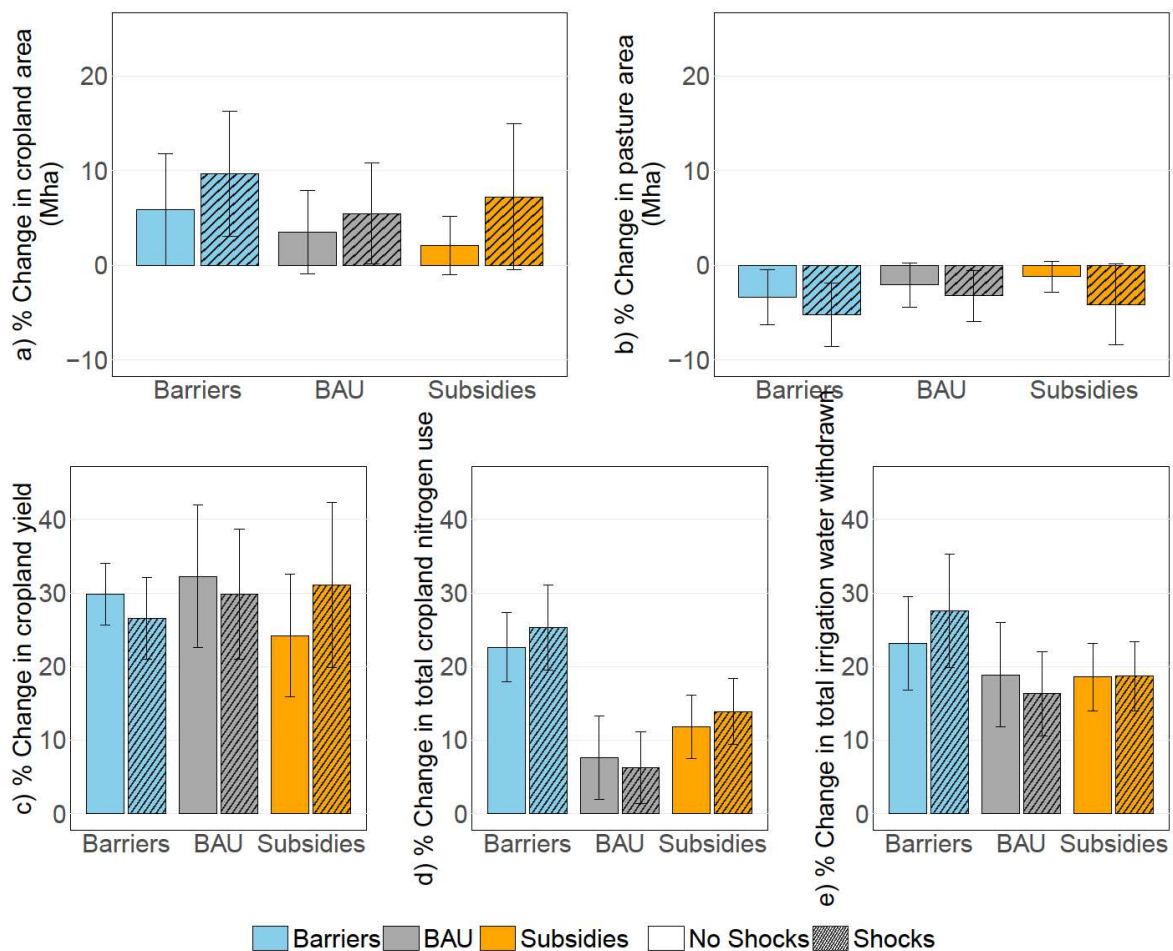 a) % Change in cropland area
(Mha)
20
10
0
−10
Barriers BAU Subsidies
b) % Change in pasture area
(Mha)
20
10
0
−10
Barriers BAU Subsidies
c) % Change in cropland yield
40
30
20
10
0
Barriers BAU Subsidies
d) % Change in total cropland nitrogen use
40
30
20
10
0
Barriers BAU Subsidies
e) % Change in total irrigation water withdrawn
40
30
20
10
0
Barriers BAU Subsidies
Barriers BAU Subsidies No Shocks Shocks